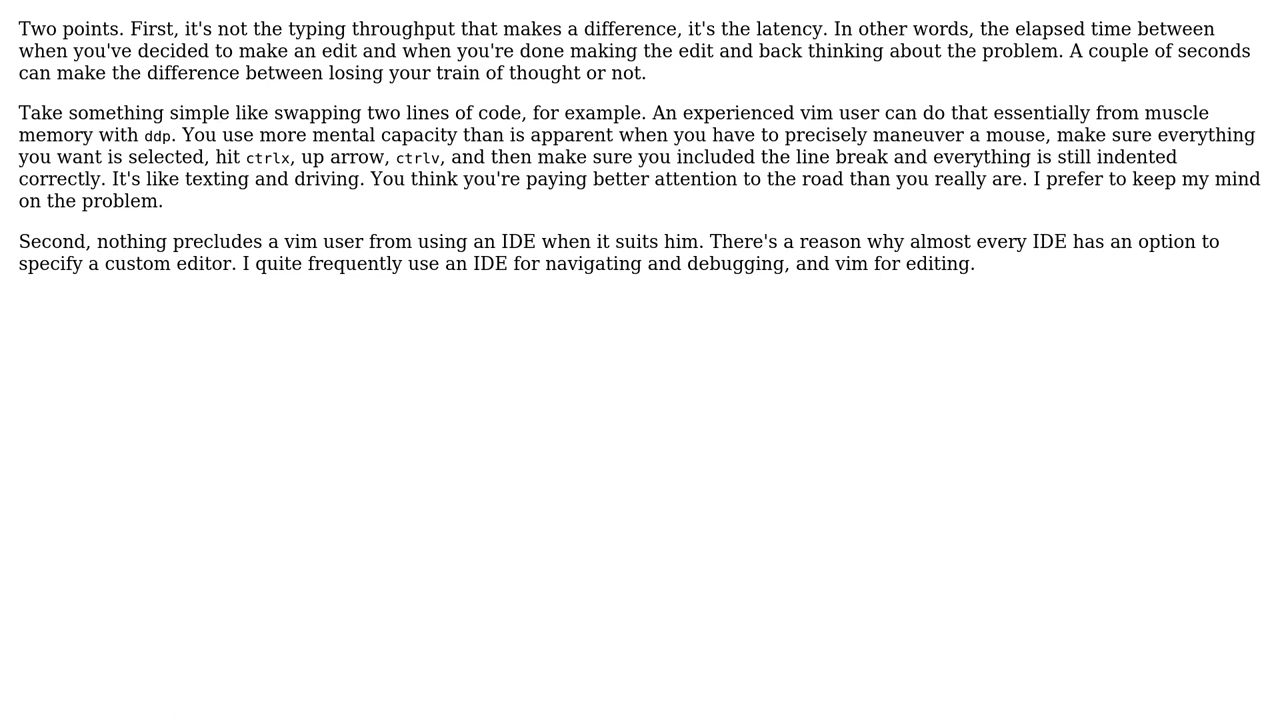 Two points. First, it's not the typing throughput that makes a difference, it's the latency. In other words, the elapsed time between
when you've decided to make an edit and when you're done making the edit and back thinking about the problem. A couple of seconds
can make the difference between losing your train of thought or not.
Take something simple like swapping two lines of code, for example. An experienced vim user can do that essentially from muscle
memory with ddp. You use more mental capacity than is apparent when you have to precisely maneuver a mouse, make sure everything
you want is selected, hit ctrlx, up arrow, ctrlv, and then make sure you included the line break and everything is still indented
correctly. It's like texting and driving. You think you're paying better attention to the road than you really are. I prefer to keep my mind
on the problem.
Second, nothing precludes a vim user from using an IDE when it suits him. There's a reason why almost every IDE has an option to
specify a custom editor. I quite frequently use an IDE for navigating and debugging, and vim for editing.